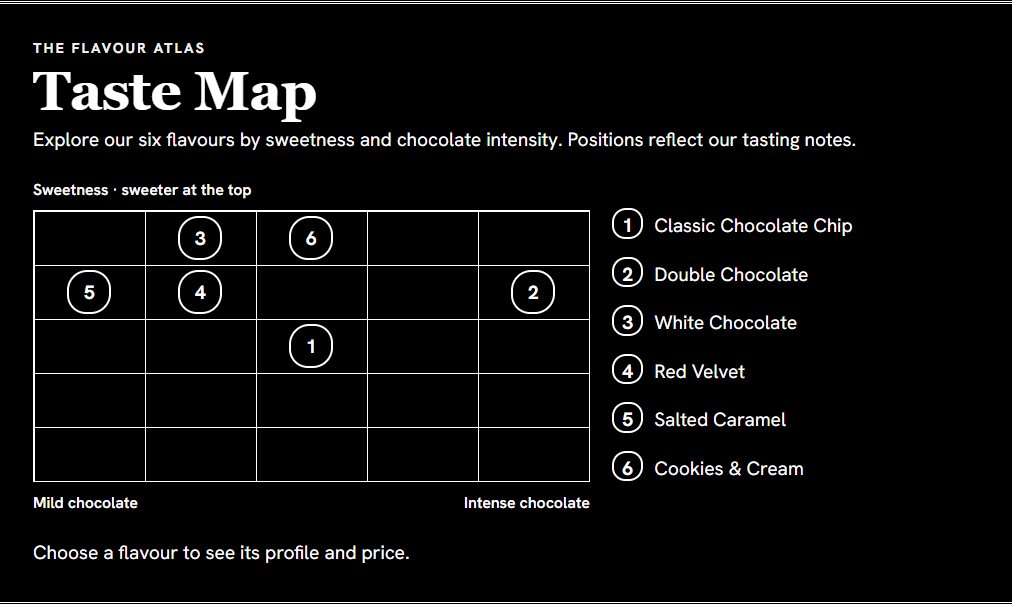 THE FLAVOUR ATLAS
Taste Map
Explore our six flavours by sweetness and chocolate intensity. Positions reflect our tasting notes.
Sweetness · sweeter at the top
3
6
5
4
2
1
Mild chocolate
Intense chocolate
1 Classic Chocolate Chip
2 Double Chocolate
3 White Chocolate
4 Red Velvet
5 Salted Caramel
6 Cookies & Cream
Choose a flavour to see its profile and price.